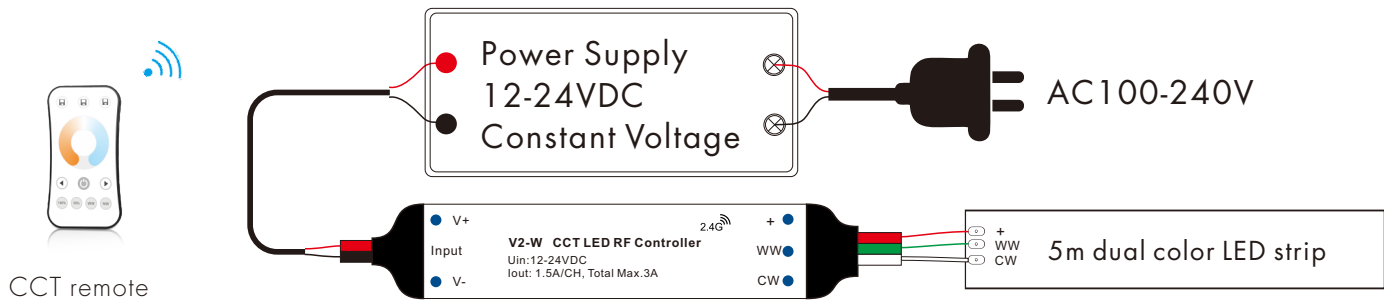 Power Supply
12-24VDC
Constant Voltage
AC100-240V
CCT remote
V+
Input
V-
2.4G
V2-W CCT LED RF Controller
Uin:12-24VDC
Iout: 1.5A/CH, Total Max.3A
+
WW
CW
+
WW
CW
5m dual color LED strip